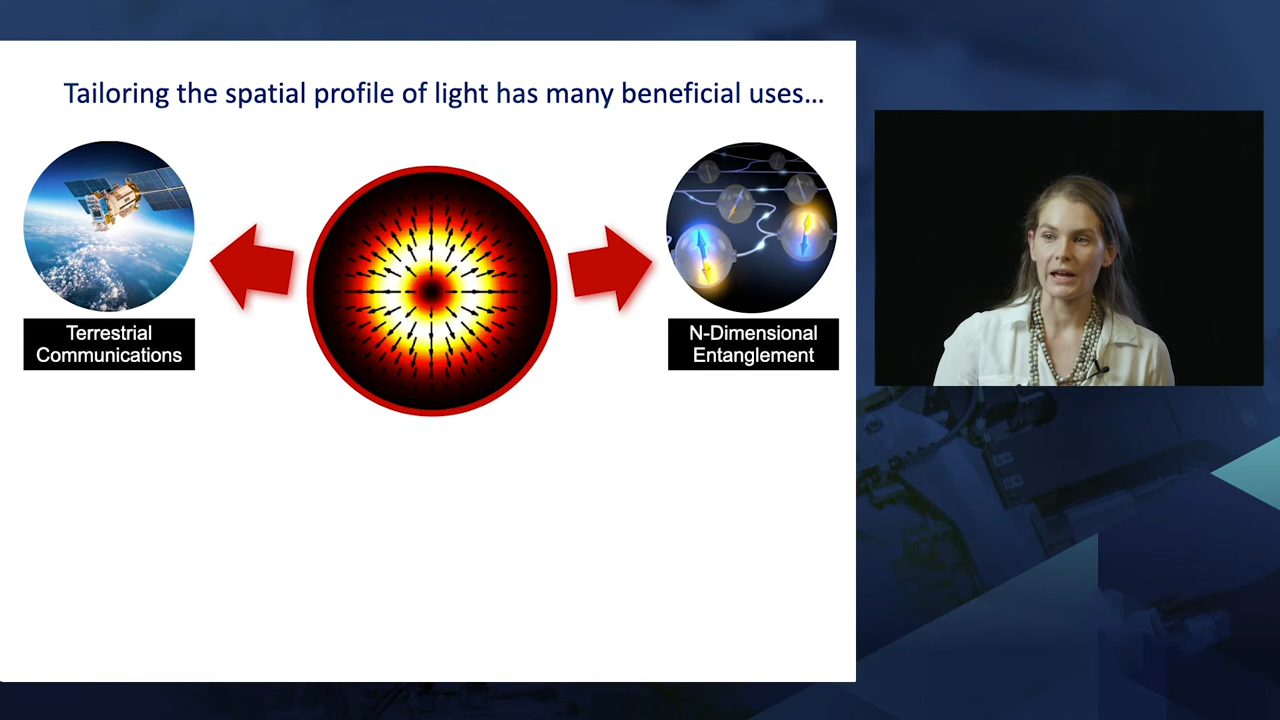 Tailoring the spatial profile of light has many beneficial uses...
Terrestrial
Communications
N-Dimensional
Entanglement